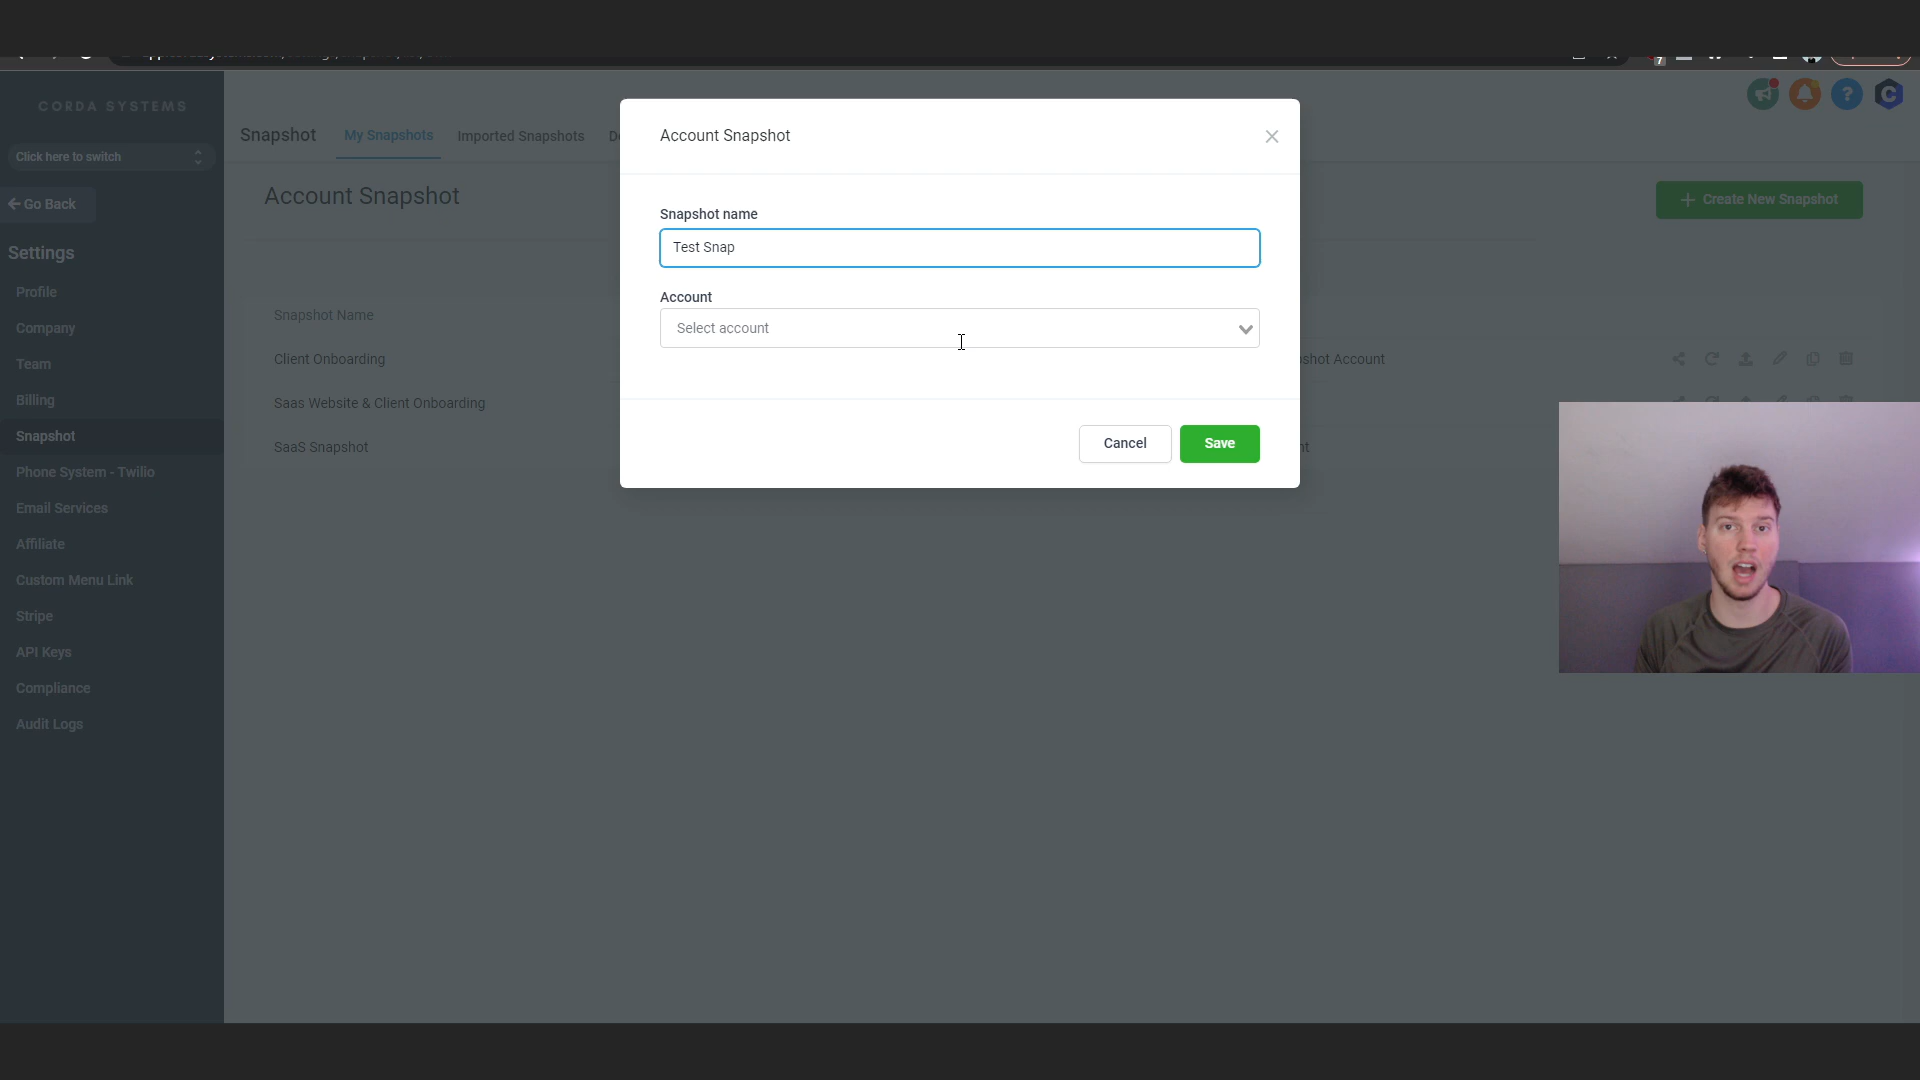 CORDA SYSTEMS
Click here to switch
Go Back
Settings
Profile
Company
Team
Billing
Snapshot
Phone System - Twilio
Email Services
Affiliate
Custom Menu Link
Stripe
API Keys
Compliance
Audit Logs
Snapshot
My Snapshots
Imported Snapshots
7
?
C
Account Snapshot
Create New Snapshot
Snapshot Name
Client Onboarding
shot Account
Saas Website & Client Onboarding
SaaS Snapshot
nt
Account Snapshot
Snapshot name
Test Snap
Account
Select account
Cancel
Save